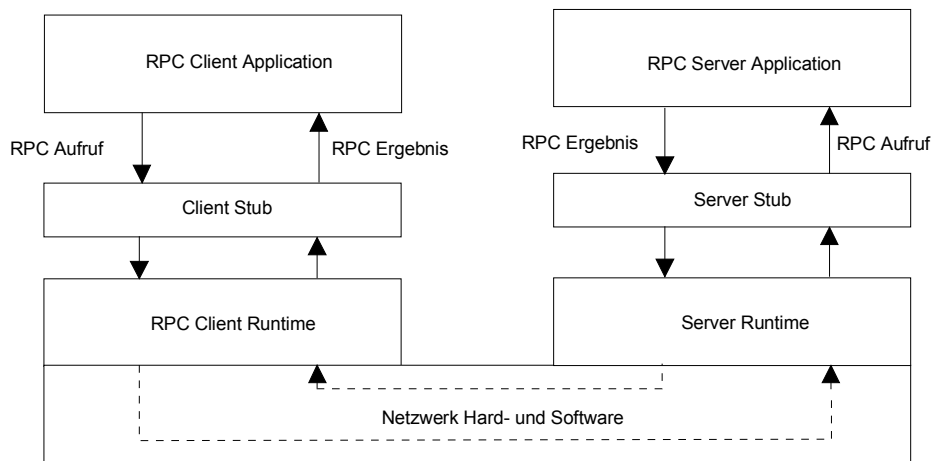 RPC Client Application
RPC Server Application
RPC Aufruf
RPC Ergebnis
RPC Ergebnis
RPC Aufruf
Client Stub
Server Stub
RPC Client Runtime
Server Runtime
Netzwerk Hard- und Software